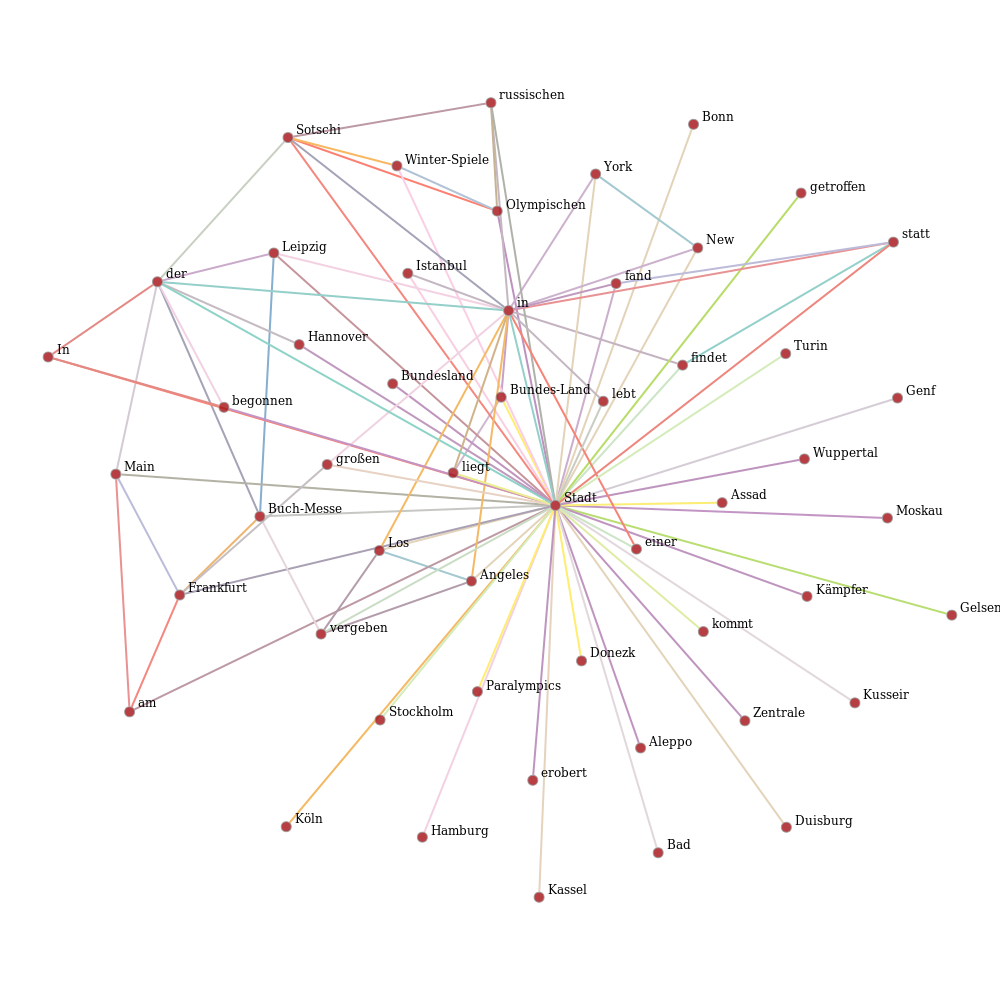 russischen
Bonn
Sotschi
Winter-Spiele
York
getroffen
Olympischen
statt
New
Leipzig
Istanbul
der
fand
in
Hannover
In
findet
Turin
Bundesland
Bundes-Land
lebt
Genf
begonnen
Wuppertal
großen
liegt
Main
Assad
Stadt
Buch-Messe
Moskau
Los
einer
Angeles
Frankfurt
Kämpfer
Gelsen
kommt
vergeben
Donezk
Paralympics
Kusseir
am
Stockholm
Zentrale
Aleppo
erobert
Köln
Duisburg
Hamburg
Bad
Kassel